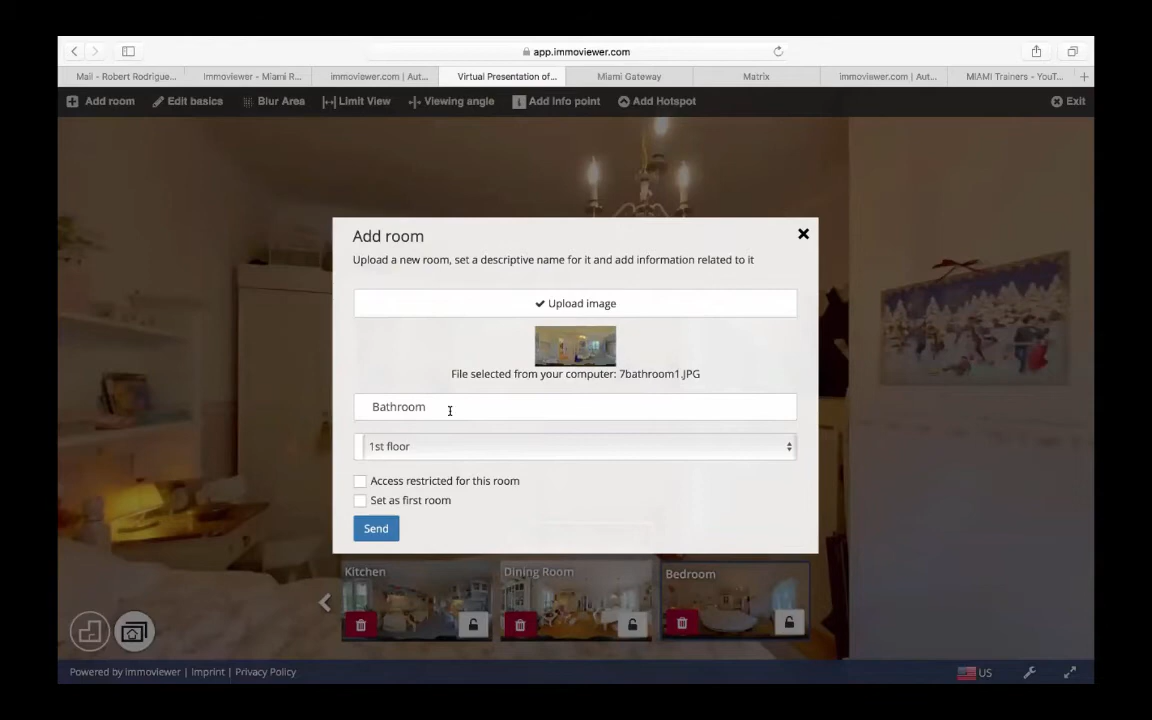 app.immoviewer.com
Mail - Robert Rodrigue... Immoviewer - Miami R... immoviewer.com | Aut... Virtual Presentation of... Miami Gateway Matrix immoviewer.com | Aut... MIAMI Trainers - YouT...
Add room Edit basics Blur Area Limit View Viewing angle Add Info point Add Hotspot Exit
Add room
Upload a new room, set a descriptive name for it and add information related to it
Upload image
File selected from your computer: 7bathroom1.JPG
Bathroom
1st floor
Access restricted for this room
Set as first room
Send
Kitchen Dining Room Bedroom
Powered by Immoviewer | Imprint | Privacy Policy US